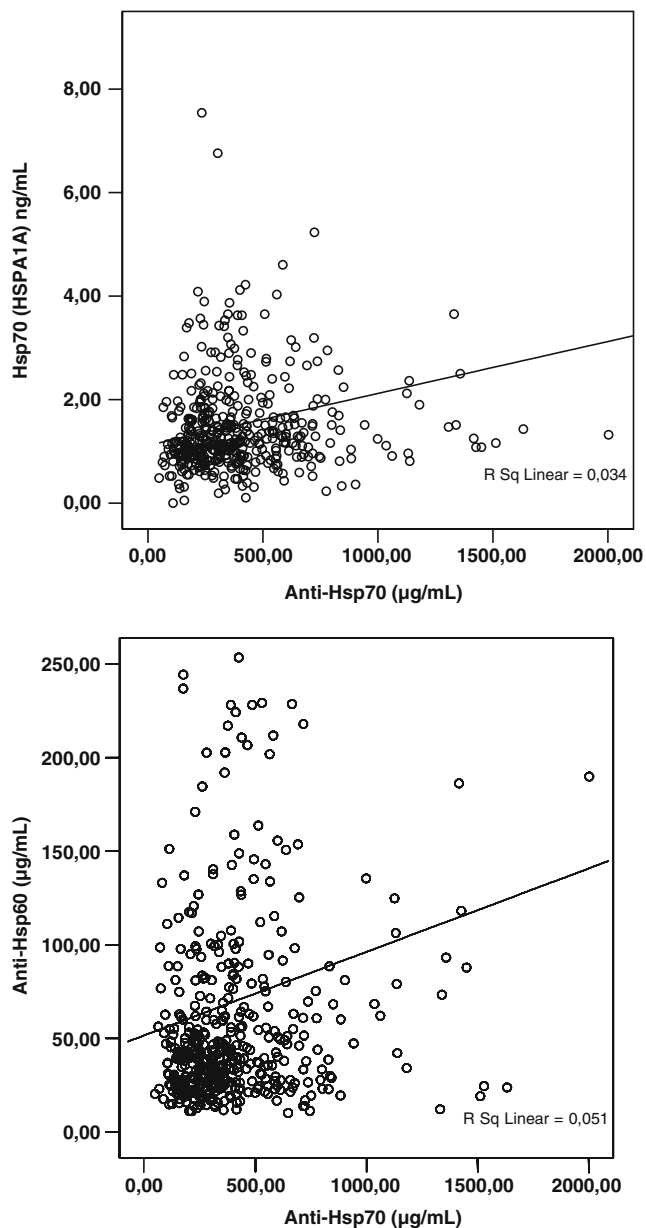 Hsp70 (HSPA1A) ng/mL
8,00
6,00
4,00
2,00
0,00
R Sq Linear = 0,034
0,00 500,00 1000,00 1500,00 2000,00
Anti-Hsp70 (µg/mL)
Anti-Hsp60 (µg/mL)
250,00
200,00
150,00
100,00
50,00
0,00
R Sq Linear = 0,051
0,00 500,00 1000,00 1500,00 2000,00
Anti-Hsp70 (µg/mL)